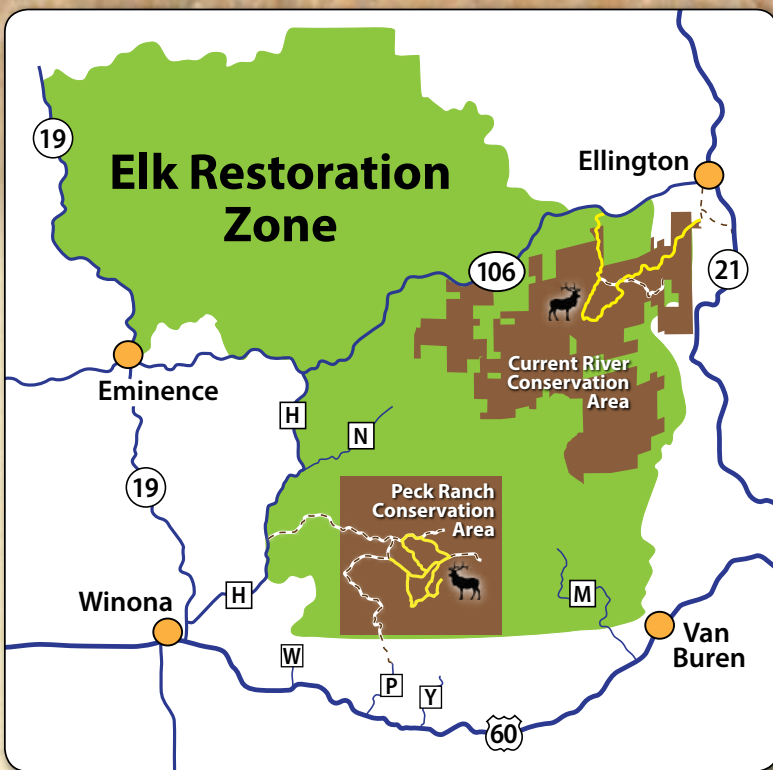 19
Elk Restoration
Zone
Ellington
106
21
Current River
Conservation
Area
Eminence
H
N
19
Peck Ranch
Conservation
Area
H
M
Winona
Van
Buren
W
P
Y
60